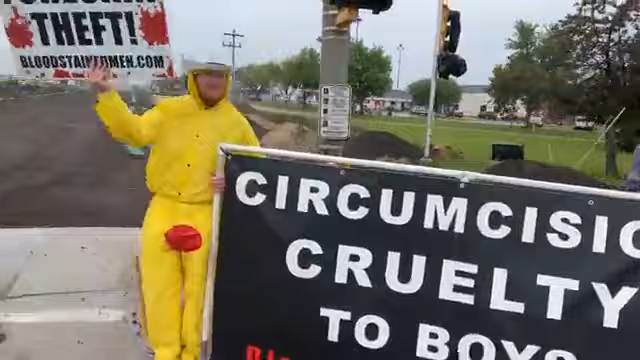 THEFT!
BLOODSTAINEDMEN.COM
CIRCUMCISIO
CRUELTY
TO BOYS